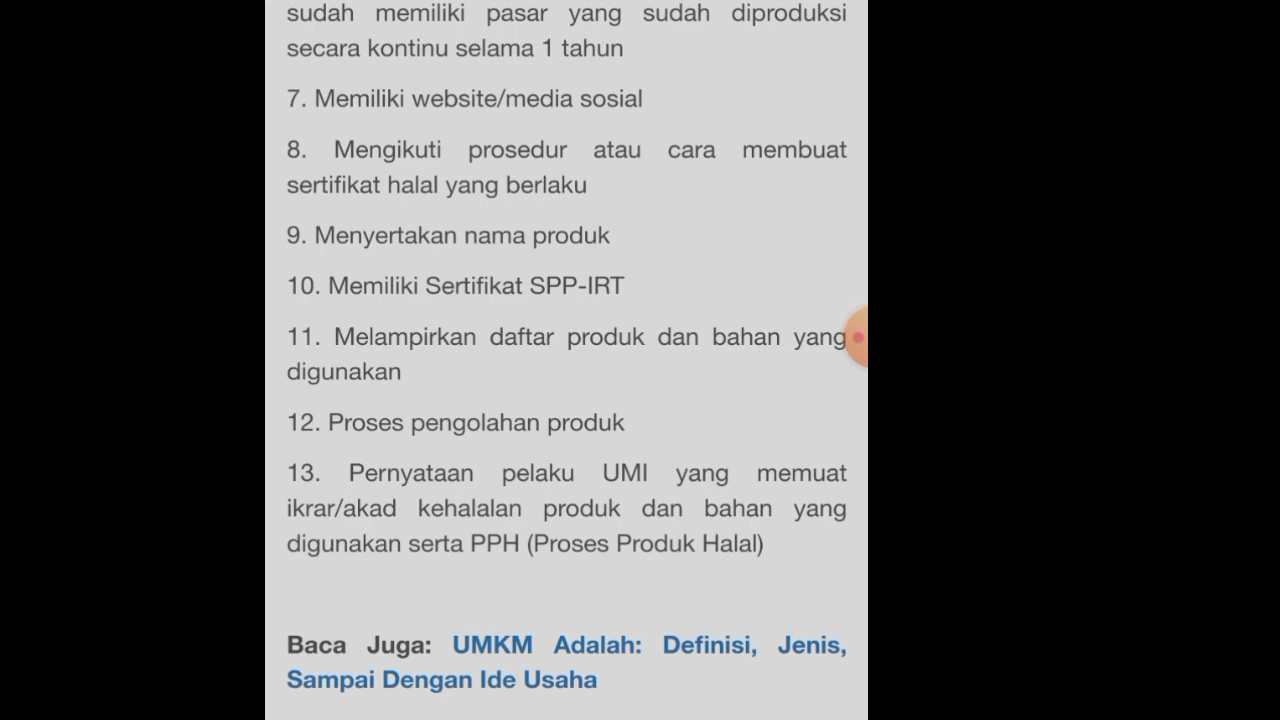 sudah memiliki pasar yang sudah diproduksi
secara kontinu selama 1 tahun
7. Memiliki website/media sosial
8. Mengikuti prosedur atau cara membuat
sertifikat halal yang berlaku
9. Menyertakan nama produk
10. Memiliki Sertifikat SPP-IRT
11. Melampirkan daftar produk dan bahan yang
digunakan
12. Proses pengolahan produk
13. Pernyataan pelaku UMI yang memuat
ikrar/akad kehalalan produk dan bahan yang
digunakan serta PPH (Proses Produk Halal)
Baca Juga: UMKM Adalah: Definisi, Jenis,
Sampai Dengan Ide Usaha